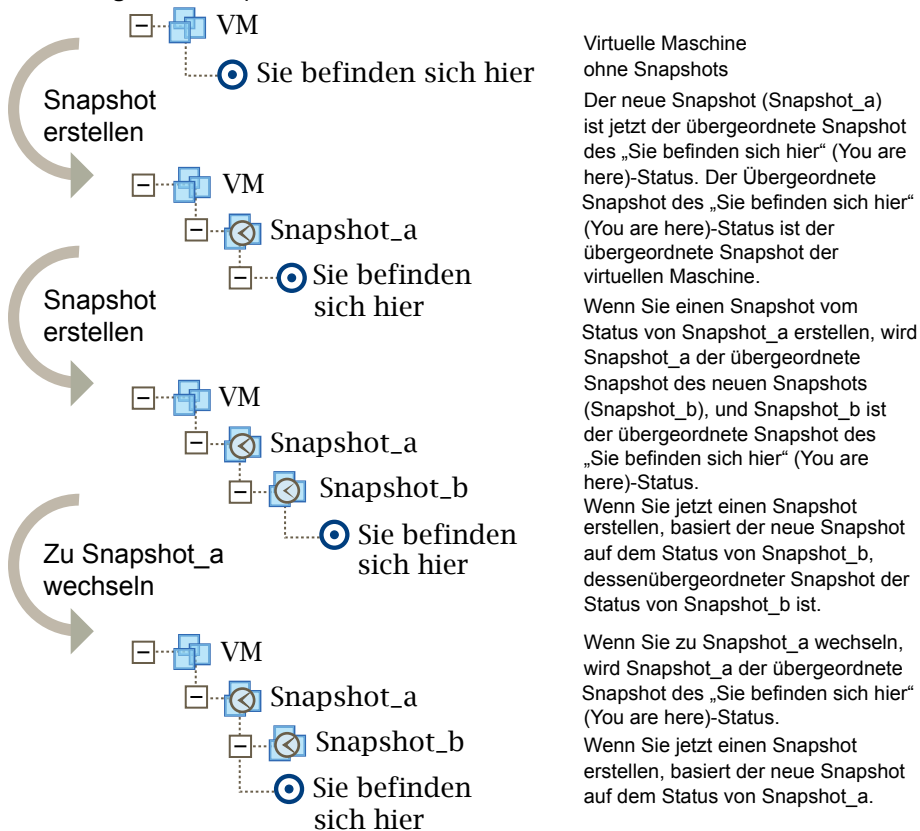 VM
Sie befinden sich hier
Virtuelle Maschine
ohne Snapshots
Snapshot
erstellen
Der neue Snapshot (Snapshot_a)
ist jetzt der übergeordnete Snapshot
des „Sie befinden sich hier“ (You are
here)-Status. Der Übergeordnete
Snapshot des „Sie befinden sich hier“
(You are here)-Status ist der
übergeordnete Snapshot der
virtuellen Maschine.
VM
Snapshot_a
Sie befinden
sich hier
Snapshot
erstellen
Wenn Sie einen Snapshot vom
Status von Snapshot_a erstellen, wird
Snapshot_a der übergeordnete
Snapshot des neuen Snapshots
(Snapshot_b), und Snapshot_b ist
der übergeordnete Snapshot des
„Sie befinden sich hier“ (You are
here)-Status.
VM
Snapshot_a
Snapshot_b
Sie befinden
sich hier
Wenn Sie jetzt einen Snapshot
erstellen, basiert der neue Snapshot
auf dem Status von Snapshot_b,
dessenübergeordneter Snapshot der
Status von Snapshot_b ist.
Zu Snapshot_a
wechseln
VM
Snapshot_a
Snapshot_b
Sie befinden
sich hier
Wenn Sie zu Snapshot_a wechseln,
wird Snapshot_a der übergeordnete
Snapshot des „Sie befinden sich hier“
(You are here)-Status.
Wenn Sie jetzt einen Snapshot
erstellen, basiert der neue Snapshot
auf dem Status von Snapshot_a.